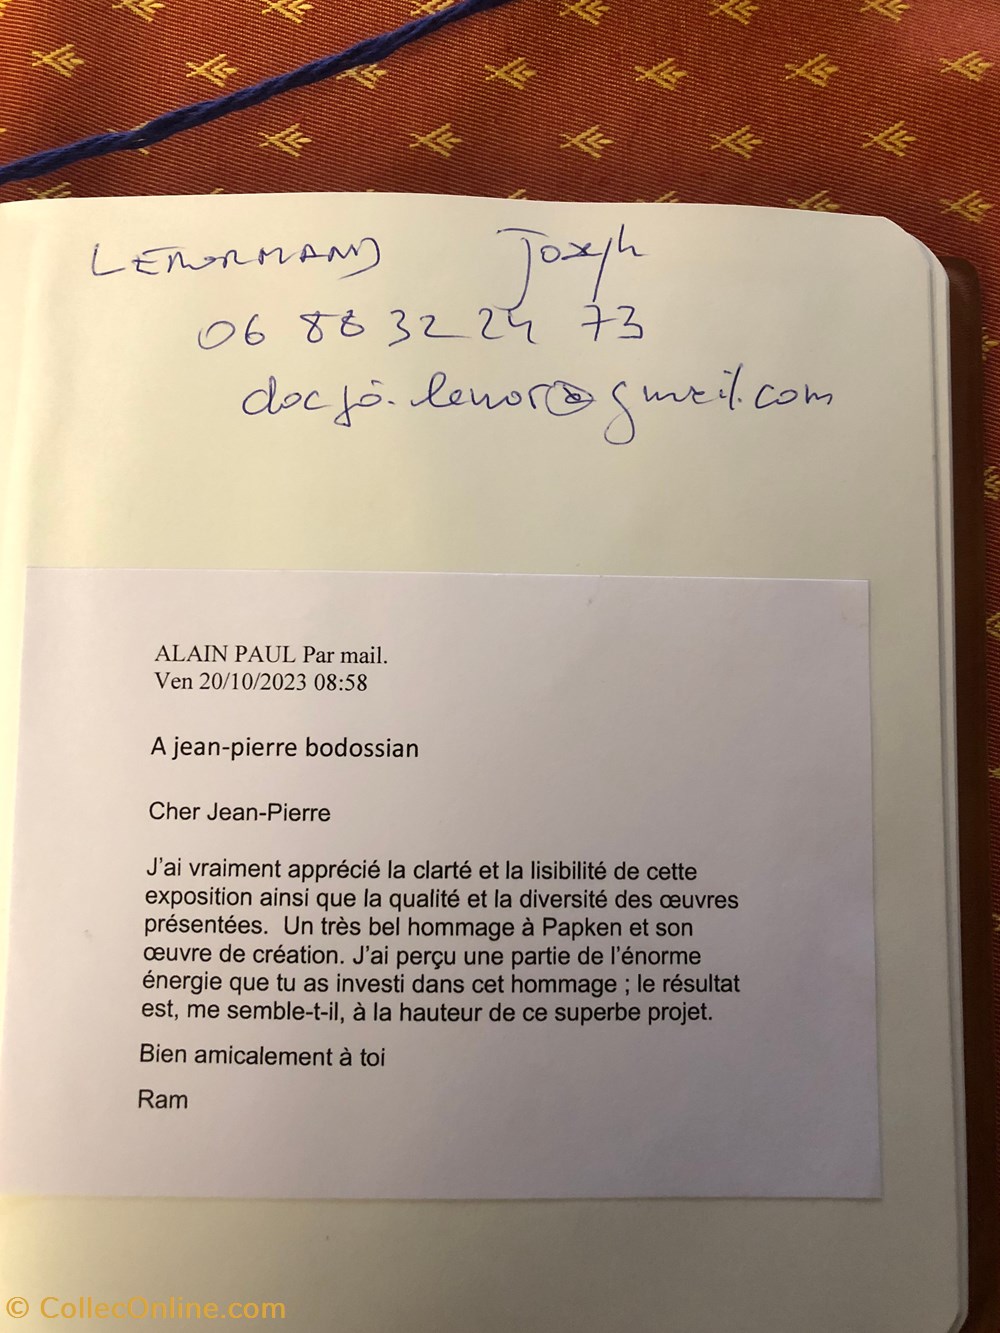 LENORMAND Joseph
06 88 32 24 73
docjo.lenor@gmail.com
ALAIN PAUL Par mail.
Ven 20/10/2023 08:58
A jean-pierre bodossian
Cher Jean-Pierre
J'ai vraiment apprécié la clarté et la lisibilité de cette
exposition ainsi que la qualité et la diversité des œuvres
présentées.  Un très bel hommage à Papken et son
œuvre de création. J'ai perçu une partie de l'énorme
énergie que tu as investi dans cet hommage ; le résultat
est, me semble-t-il, à la hauteur de ce superbe projet.
Bien amicalement à toi
Ram
© CollecOnline.com